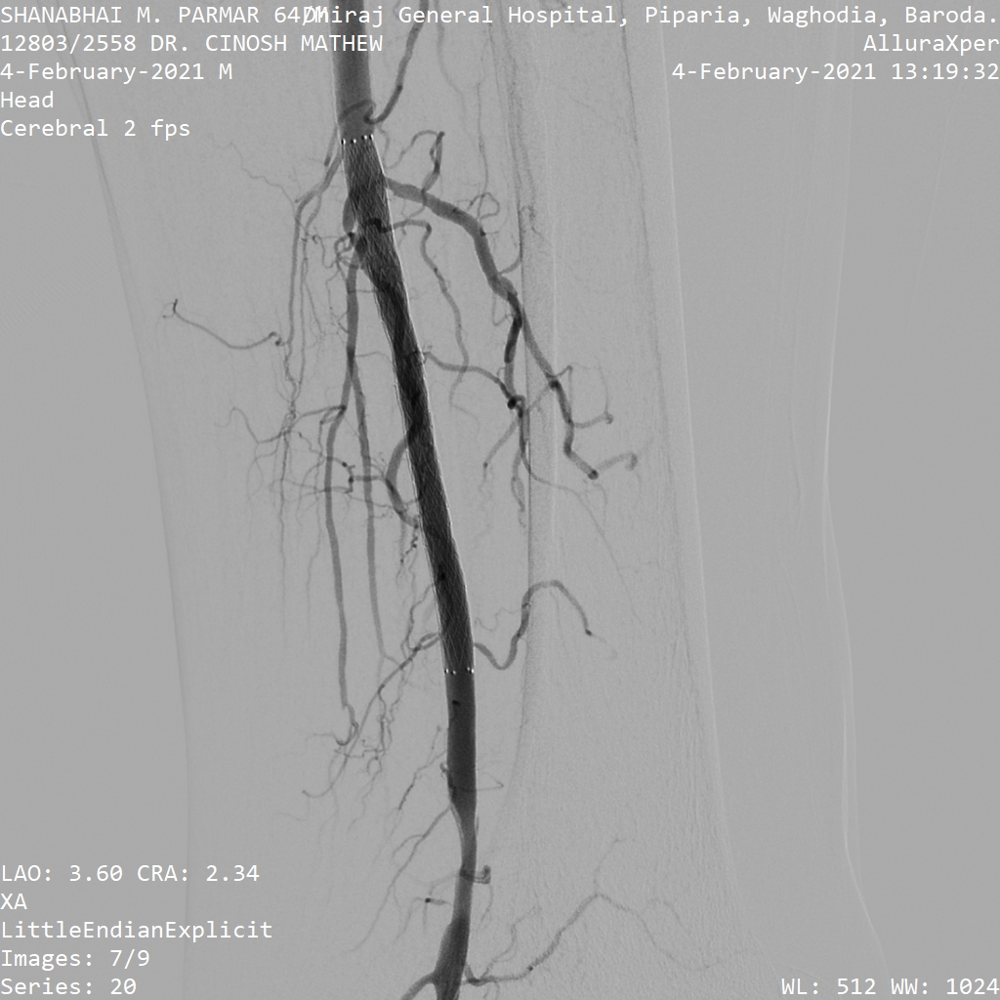 SHANABHAI M. PARMAR 64Y M
Dhiraj General Hospital, Piparia, Waghodia, Baroda.
12803/2558 DR. CINOSH MATHEW
AlluraXper
4-February-2021 M
4-February-2021 13:19:32
Head
Cerebral 2 fps
LAO: 3.60 CRA: 2.34
XA
LittleEndianExplicit
Images: 7/9
Series: 20
WL: 512 WW: 1024